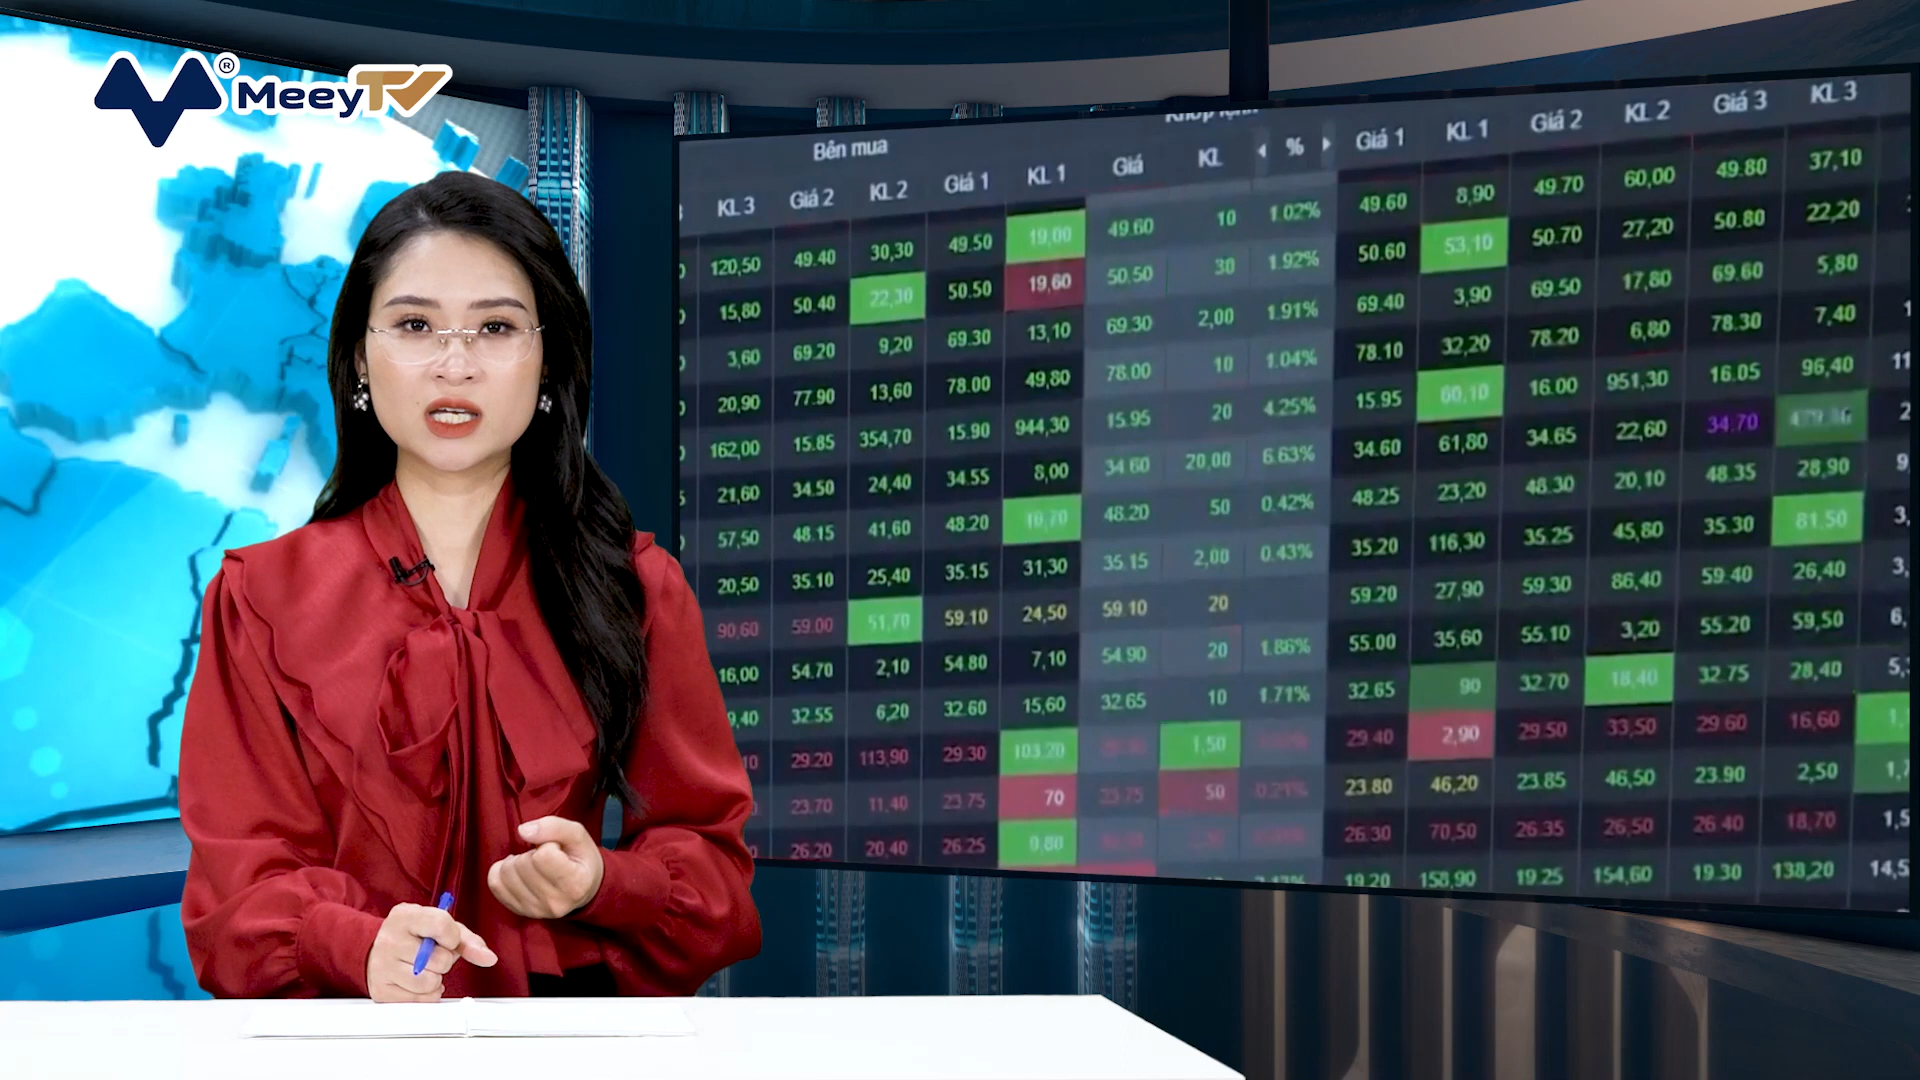 ® MeeyTV
Bên mua
KL 3 Giá 2 KL 2 Giá 1 KL 1 Giá KL % Giá 1 KL 1 Giá 2 KL 2 Giá 3 KL 3
120,50 49.40 30,30 49.50 19,00 49.60 10 1.02% 49.60 8,90 49.70 60,00 49.80 37,10
15,80 50.40 22,30 50.50 19,60 50.50 30 1.92% 50.60 53,10 50.70 27,20 50.80 22,20
3,60 69.20 9,20 69.30 13,10 69.30 2,00 1.91% 69.40 3,90 69.50 17,80 69.60 5,80
20,90 77.90 13,60 78.00 49,80 78.00 10 1.04% 78.10 32,20 78.20 6,80 78.30 7,40
162,00 15.85 354,70 15.90 944,30 15.95 20 4.25% 15.95 60,10 16.00 951,30 16.05 96,40
21,60 34.50 24,40 34.55 8,00 34.60 20,00 6.63% 34.60 61,80 34.65 22,60 34.70
57,50 48.15 41,60 48.20 48.20 50 0.42% 48.25 23,20 48.30 20,10 48.35 28,90
20,50 35.10 25,40 35.15 31,30 35.15 2,00 0.43% 35.20 116,30 35.25 45,80 35.30 81,50
90,60 59.00 51,70 59.10 24,50 59.10 20 59.20 27,90 59.30 86,40 59.40 26,40
16,00 54.70 2,10 54.80 7,10 54.90 20 1.86% 55.00 35,60 55.10 3,20 55.20 59,50
9,40 32.55 6,20 32.60 15,60 32.65 10 1.71% 32.65 90 32.70 18,40 32.75 28,40
29.20 113,90 29.30 103,20 1,50 29.40 2,90 29.50 33,50 29.60 16,60
23.70 11,40 23.75 70 23.75 50 0.21% 23.80 46,20 23.85 46,50 23.90 2,50
26.20 20,40 26.25 9,80 26.30 70,50 26.35 26,50 26.40 18,70
19.20 158,90 19.25 154,60 19.30 138,20